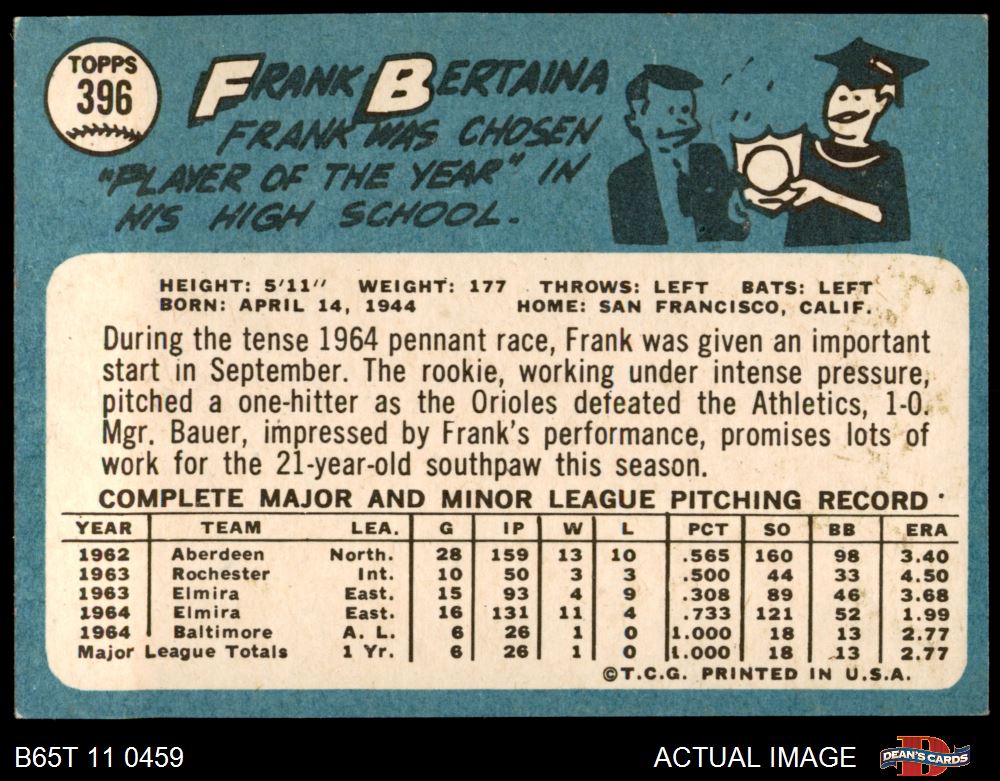 TOPPS
396
FRANK BERTAINA
FRANK WAS CHOSEN
"PLAYER OF THE YEAR" IN
HIS HIGH SCHOOL.
HEIGHT: 5'11" WEIGHT: 177 THROWS: LEFT BATS: LEFT
BORN: APRIL 14, 1944 HOME: SAN FRANCISCO, CALIF.
During the tense 1964 pennant race, Frank was given an important
start in September. The rookie, working under intense pressure,
pitched a one-hitter as the Orioles defeated the Athletics, 1-0.
Mgr. Bauer, impressed by Frank's performance, promises lots of
work for the 21-year-old southpaw this season.
COMPLETE MAJOR AND MINOR LEAGUE PITCHING RECORD
YEAR TEAM LEA. G IP W L PCT SO BB ERA
1962 Aberdeen North. 28 159 13 10 .565 160 98 3.40
1963 Rochester Int. 10 50 3 3 .500 44 33 4.50
1963 Elmira East. 15 93 4 9 .308 89 46 3.68
1964 Elmira East. 16 131 11 4 .733 121 52 1.99
1964 Baltimore A. L. 6 26 1 0 1.000 18 13 2.77
Major League Totals 1 Yr. 6 26 1 0 1.000 18 13 2.77
©T.C.G. PRINTED IN U.S.A.
B65T 11 0459 ACTUAL IMAGE DEAN'S CARDS